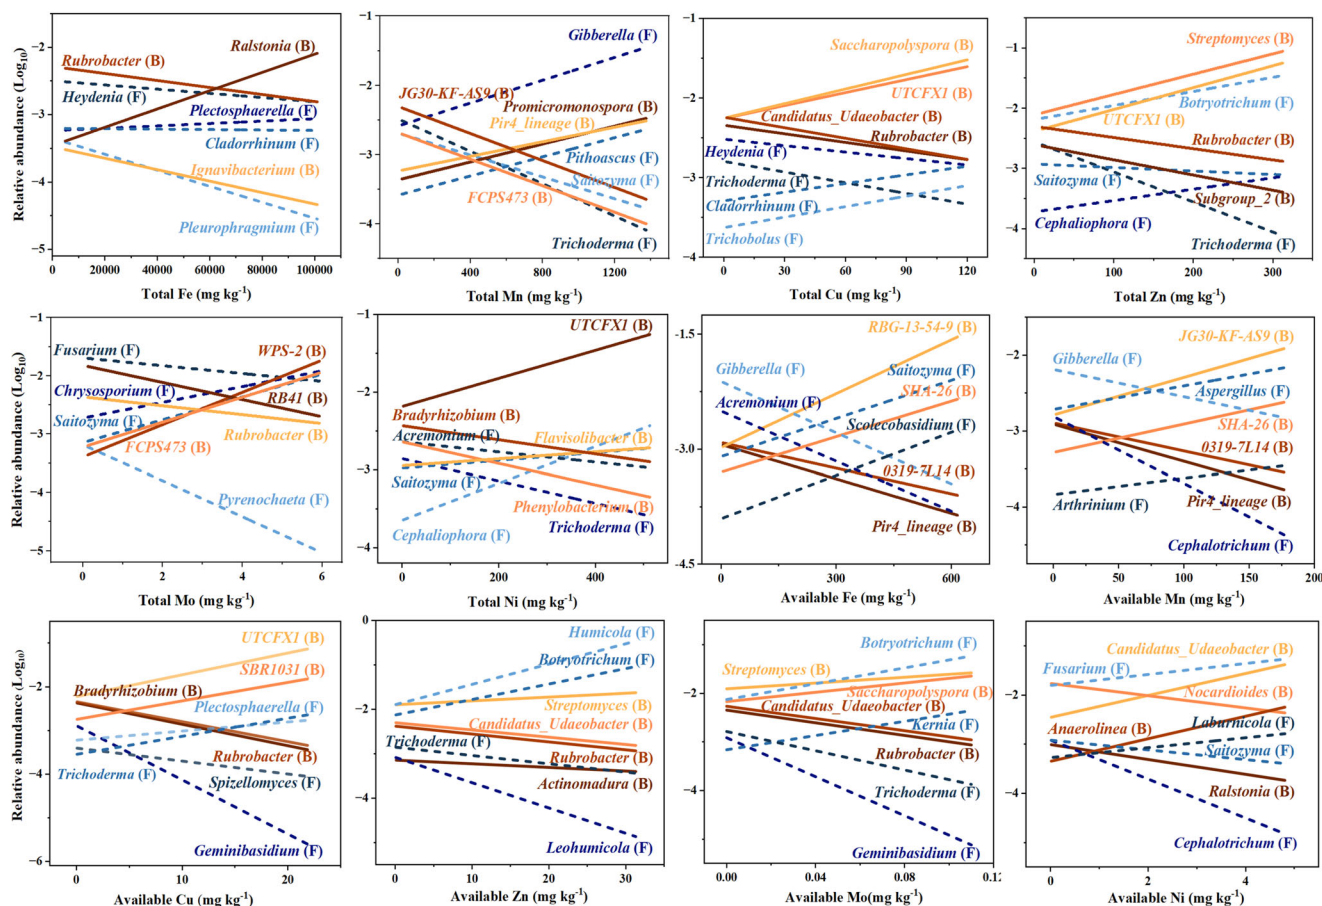 Relative abundance (Log10)
−2
−3
−4
−5
Ralstonia (B)
Rubrobacter (B)
Heydenia (F)
Plectosphaerella (F)
Cladorrhinum (F)
Ignavibacterium (B)
Pleurophragmium (F)
0 20000 40000 60000 80000 100000
Total Fe (mg kg-1)
−1
−2
−3
−4
Gibberella (F)
JG30-KF-AS9 (B)
Promicromonospora (B)
Pir4_lineage (B)
Pithoascus (F)
Saitozyma (F)
FCPS473 (B)
Trichoderma (F)
0 400 800 1200
Total Mn (mg kg-1)
−1
−2
−3
−4
Saccharopolyspora (B)
UTCFX1 (B)
Candidatus_Udaeobacter (B)
Rubrobacter (B)
Heydenia (F)
Trichoderma (F)
Cladorrhinum (F)
Trichobolus (F)
0 30 60 90 120
Total Cu (mg kg-1)
−1
−2
−3
−4
Streptomyces (B)
Botryotrichum (F)
UTCFX1 (B)
Rubrobacter (B)
Saitozyma (F)
Subgroup_2 (B)
Cephaliophora (F)
Trichoderma (F)
0 100 200 300
Total Zn (mg kg-1)
Relative abundance (Log10)
−1
−2
−3
−4
−5
Fusarium (F)
WPS-2 (B)
Chrysosporium (F)
RB41 (B)
Saitozyma (F)
Rubrobacter (B)
FCPS473 (B)
Pyrenochaeta (F)
0 2 4 6
Total Mo (mg kg-1)
−1
−2
−3
−4
UTCFX1 (B)
Bradyrhizobium (B)
Acremonium (F)
Flavisolibacter (B)
Saitozyma (F)
Phenylobacterium (B)
Cephaliophora (F)
Trichoderma (F)
0 200 400
Total Ni (mg kg-1)
-1.5
-3.0
-4.5
RBG-13-54-9 (B)
Gibberella (F)
Saitozyma (F)
Acremonium (F)
SHA-26 (B)
Scolecobasidium (F)
0319-7L14 (B)
Pir4_lineage (B)
0 300 600
Available Fe (mg kg-1)
−2
−3
−4
JG30-KF-AS9 (B)
Gibberella (F)
Aspergillus (F)
SHA-26 (B)
0319-7L14 (B)
Arthrinium (F)
Pir4_lineage (B)
Cephalotrichum (F)
0 50 100 150 200
Available Mn (mg kg-1)
Relative abundance (Log10)
−2
−4
−6
UTCFX1 (B)
SBR1031 (B)
Bradyrhizobium (B)
Plectosphaerella (F)
Rubrobacter (B)
Trichoderma (F)
Spizellomyces (F)
Geminibasidium (F)
0 10 20
Available Cu (mg kg-1)
0
−2
−4
Humicola (F)
Botryotrichum (F)
Streptomyces (B)
Candidatus_Udaeobacter (B)
Trichoderma (F)
Rubrobacter (B)
Actinomadura (B)
Leohumicola (F)
0 10 20 30
Available Zn (mg kg-1)
−2
−4
Botryotrichum (F)
Streptomyces (B)
Saccharopolyspora (B)
Candidatus_Udaeobacter (B)
Kernia (F)
Rubrobacter (B)
Trichoderma (F)
Geminibasidium (F)
0.00 0.04 0.08 0.12
Available Mo(mg kg-1)
−2
−4
Candidatus_Udaeobacter (B)
Fusarium (F)
Nocardioides (B)
Laburnicola (F)
Anaerolinea (B)
Saitozyma (F)
Ralstonia (B)
Cephalotrichum (F)
0 2 4
Available Ni (mg kg-1)